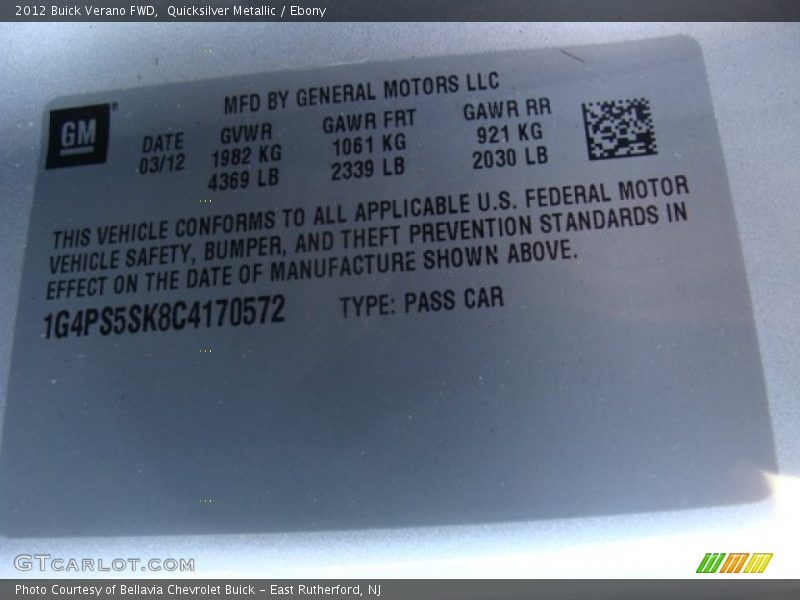 2012 Buick Verano FWD,  Quicksilver Metallic / Ebony
MFD BY GENERAL MOTORS LLC
GM®
DATE GVWR GAWR FRT GAWR RR
03/12 1982 KG 1061 KG 921 KG
4369 LB 2339 LB 2030 LB
THIS VEHICLE CONFORMS TO ALL APPLICABLE U.S. FEDERAL MOTOR
VEHICLE SAFETY, BUMPER, AND THEFT PREVENTION STANDARDS IN
EFFECT ON THE DATE OF MANUFACTURE SHOWN ABOVE.
1G4PS5SK8C4170572 TYPE: PASS CAR
GTCARLOT.COM
Photo Courtesy of Bellavia Chevrolet Buick - East Rutherford, NJ